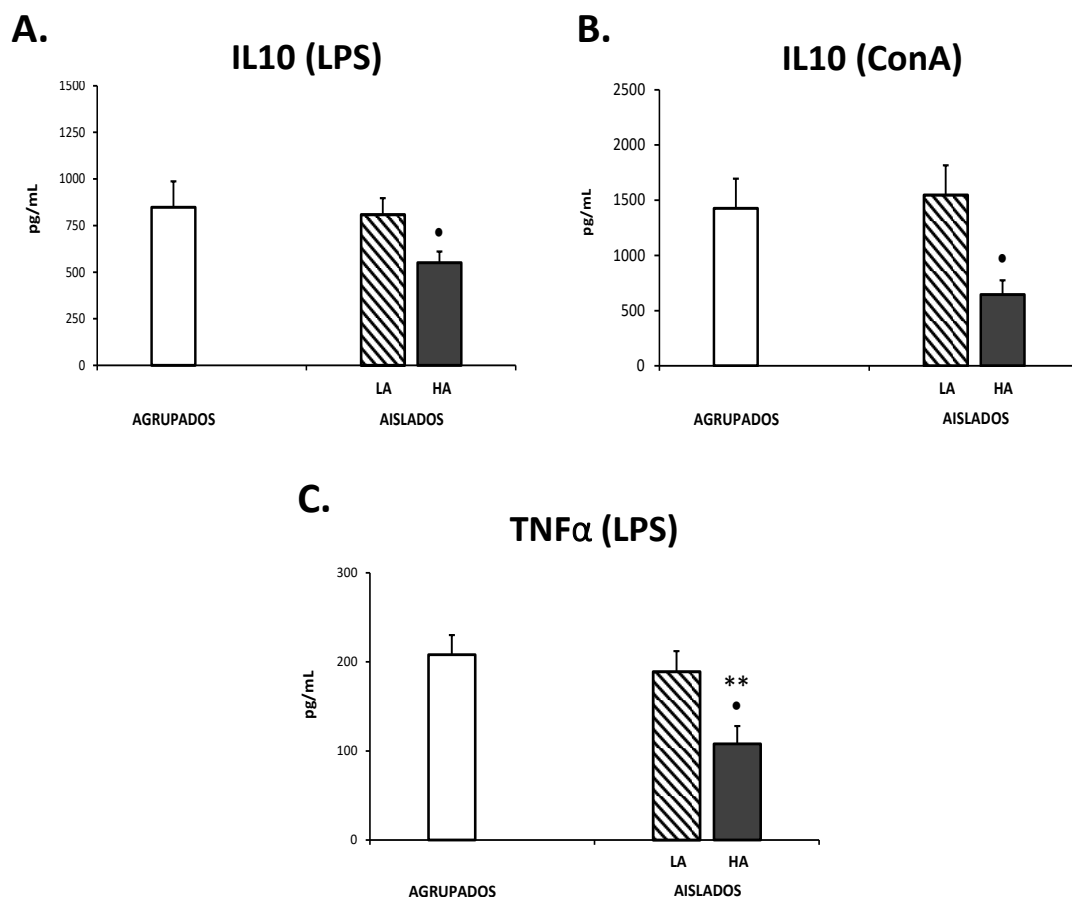 A.
IL10 (LPS)
1500
1250
1000
750
500
250
0
pg/mL
LA HA
AGRUPADOS AISLADOS
B.
IL10 (ConA)
2500
2000
1500
1000
500
0
pg/mL
LA HA
AGRUPADOS AISLADOS
C.
TNFα (LPS)
300
200
100
0
pg/mL
**
LA HA
AGRUPADOS AISLADOS